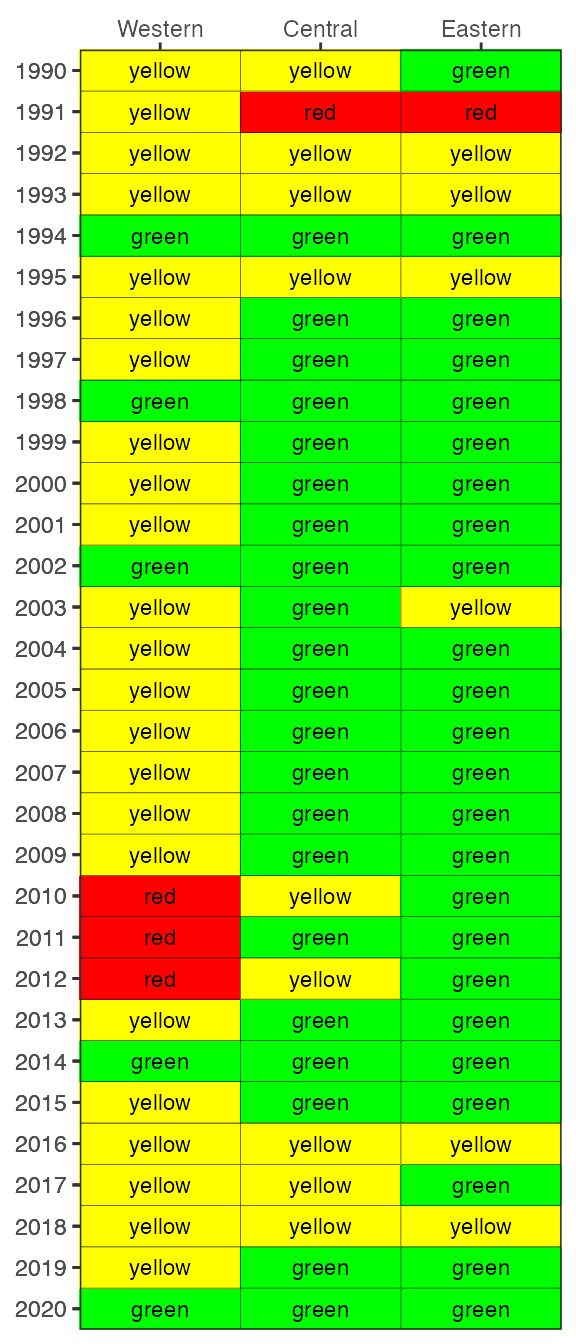 Western Central Eastern
1990 yellow yellow green
1991 yellow red red
1992 yellow yellow yellow
1993 yellow yellow yellow
1994 green green green
1995 yellow yellow yellow
1996 yellow green green
1997 yellow green green
1998 green green green
1999 yellow green green
2000 yellow green green
2001 yellow green green
2002 green green green
2003 yellow green yellow
2004 yellow green green
2005 yellow green green
2006 yellow green green
2007 yellow green green
2008 yellow green green
2009 yellow green green
2010 red yellow green
2011 red green green
2012 red yellow green
2013 yellow green green
2014 green green green
2015 yellow green green
2016 yellow yellow yellow
2017 yellow yellow green
2018 yellow yellow yellow
2019 yellow green green
2020 green green green